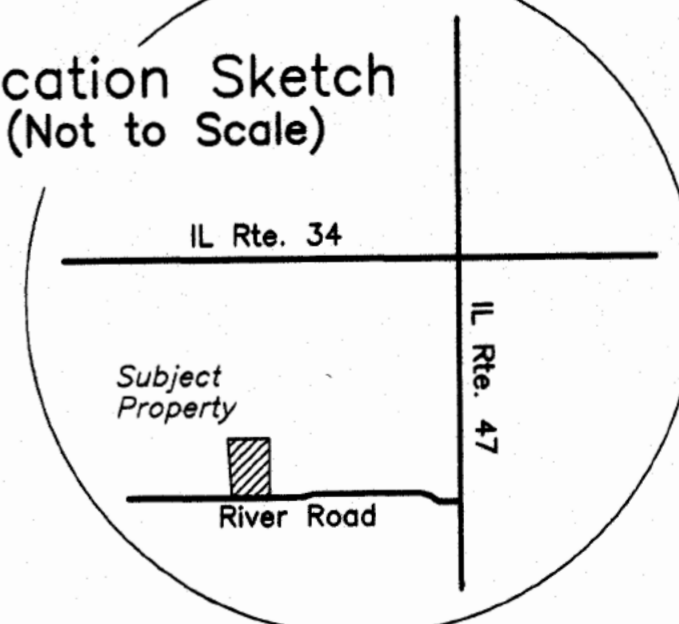 cation Sketch
(Not to Scale)
IL Rte. 34
IL Rte. 47
Subject
Property
River Road